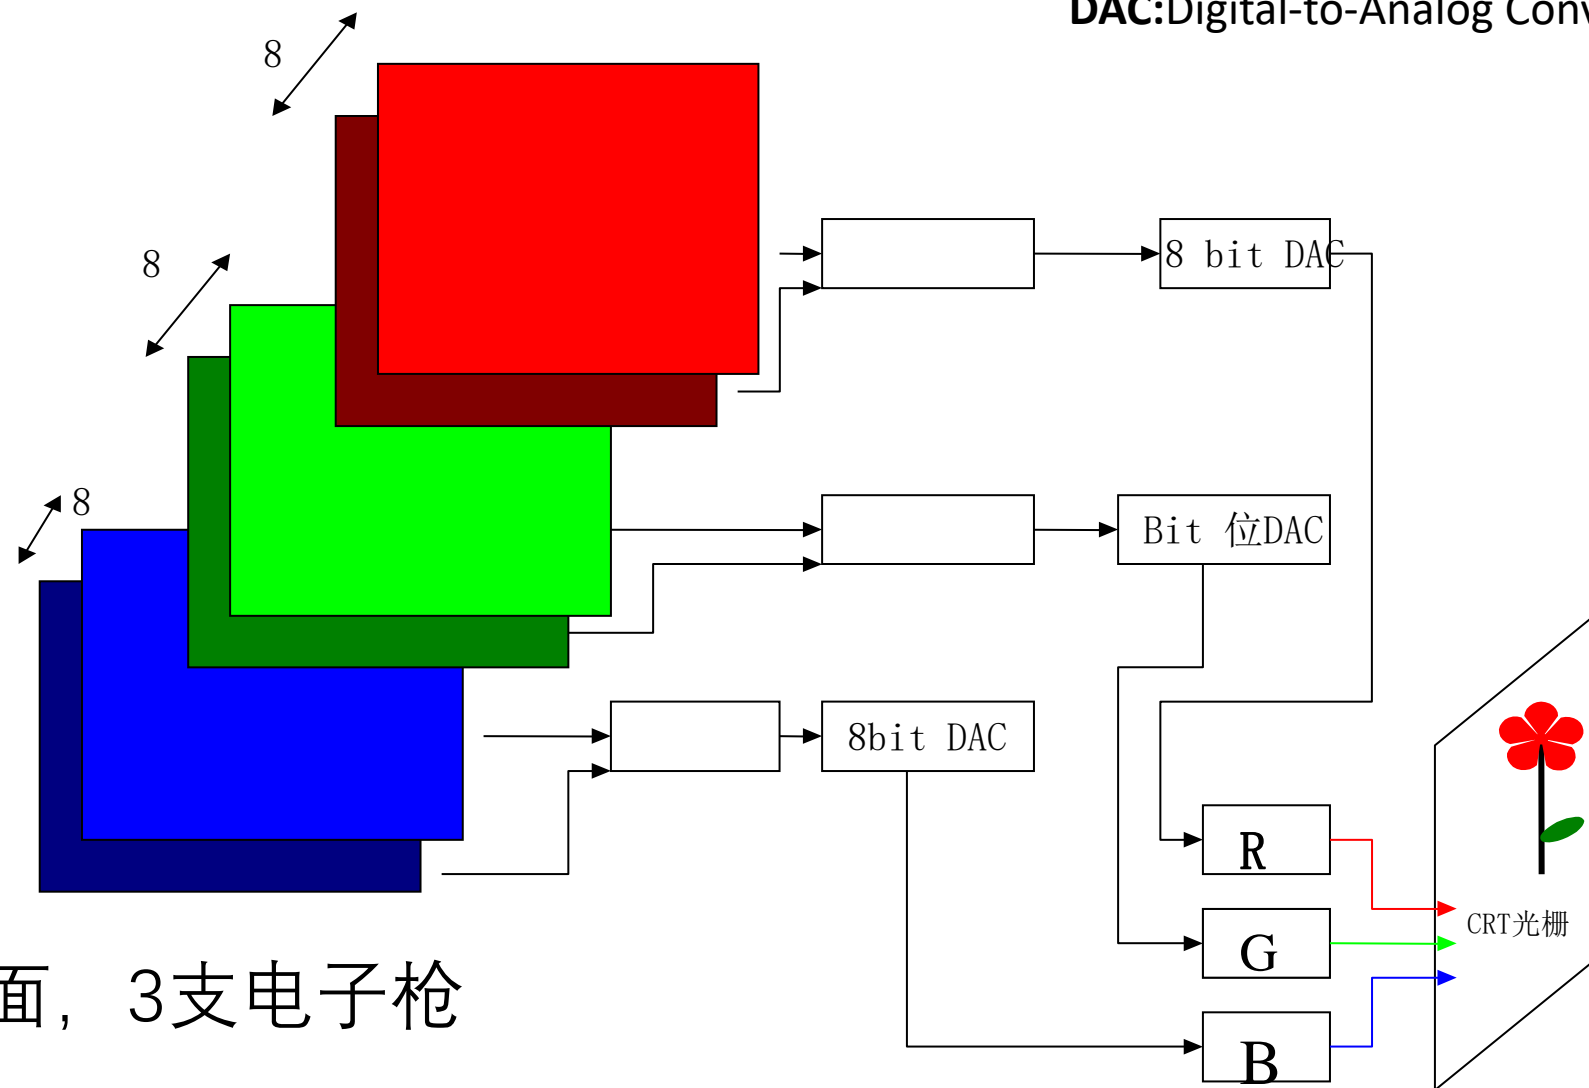 DAC:Digital-to-Analog Conv
8
8
8 bit DAC
8
Bit 位DAC
8bit DAC
R
CRT光栅
G
面，3支电子枪
B